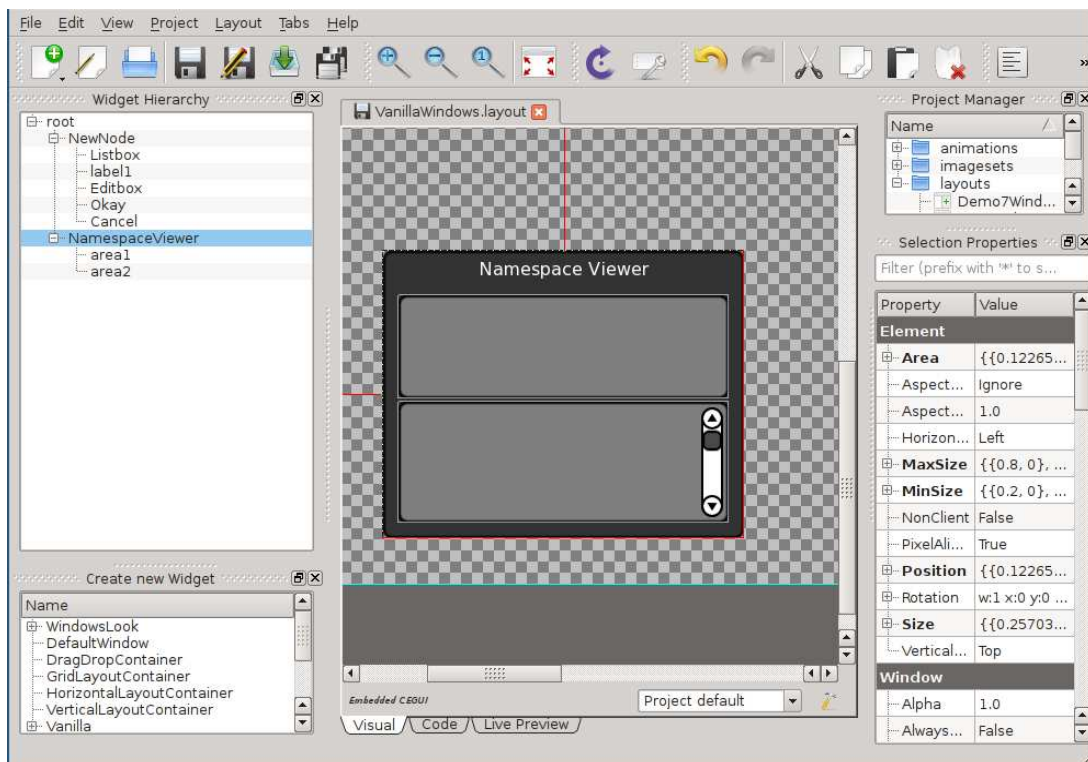 File Edit View Project Layout Tabs Help
1
»
Widget Hierarchy
root
NewNode
Listbox
label1
Editbox
Okay
Cancel
NamespaceViewer
area1
area2
Create new Widget
Name
WindowsLook
DefaultWindow
DragDropContainer
GridLayoutContainer
HorizontalLayoutContainer
VerticalLayoutContainer
Vanilla
VanillaWindows.layout
Namespace Viewer
Embedded CEGUI
Project default
Visual Code Live Preview
Project Manager
Name
animations
imagesets
layouts
Demo7Wind...
Selection Properties
Filter (prefix with '*' to s...
Property Value
Element
Area {{0.12265...
Aspect... Ignore
Aspect... 1.0
Horizon... Left
MaxSize {{0.8, 0}, ...
MinSize {{0.2, 0}, ...
NonClient False
PixelAli... True
Position {{0.12265...
Rotation w:1 x:0 y:0 ...
Size {{0.25703...
Vertical... Top
Window
Alpha 1.0
Always... False